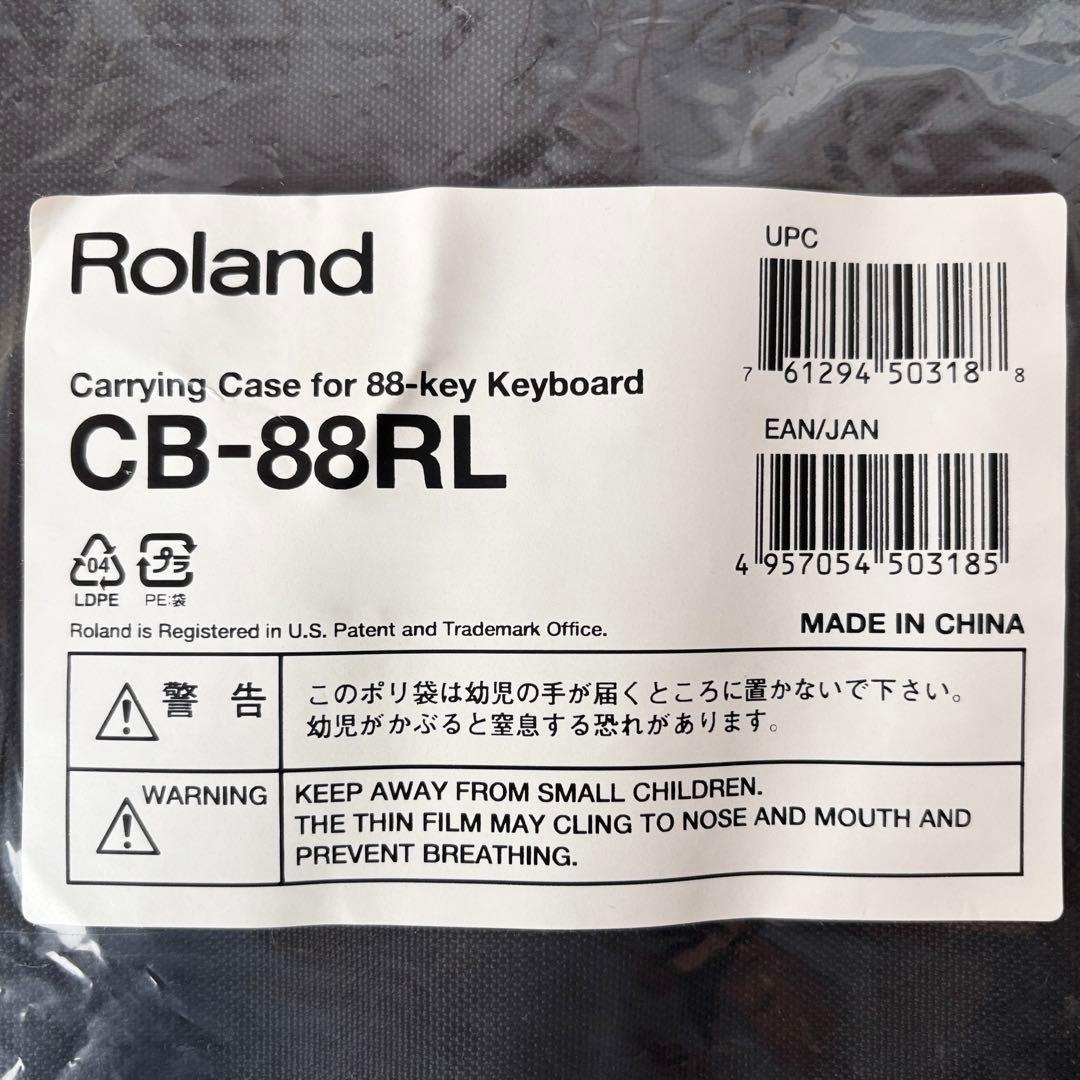 Roland
UPC
7 61294 50318 8
Carrying Case for 88-key Keyboard
CB-88RL
EAN/JAN
4 957054 503185
04
LDPE
プラ
PE:袋
Roland is Registered in U.S. Patent and Trademark Office.
MADE IN CHINA
警 告
このポリ袋は幼児の手が届くところに置かないで下さい。
幼児がかぶると窒息する恐れがあります。
WARNING
KEEP AWAY FROM SMALL CHILDREN.
THE THIN FILM MAY CLING TO NOSE AND MOUTH AND
PREVENT BREATHING.